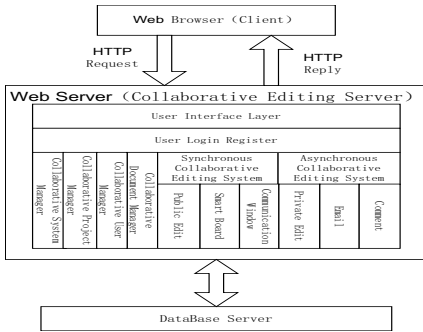 Web Browser (Client)
HTTP
Request
HTTP
Reply
Web Server (Collaborative Editing Server)
User Interface Layer
User Login Register
Collaborative System
Manager
Collaborative Project
Manager
Collaborative User
Manager
Collaborative
Document Manager
Synchronous
Collaborative
Editing System
Public Edit
Smart Board
Communication
Window
Asynchronous
Collaborative
Editing System
Private Edit
Email
Comment
DataBase Server